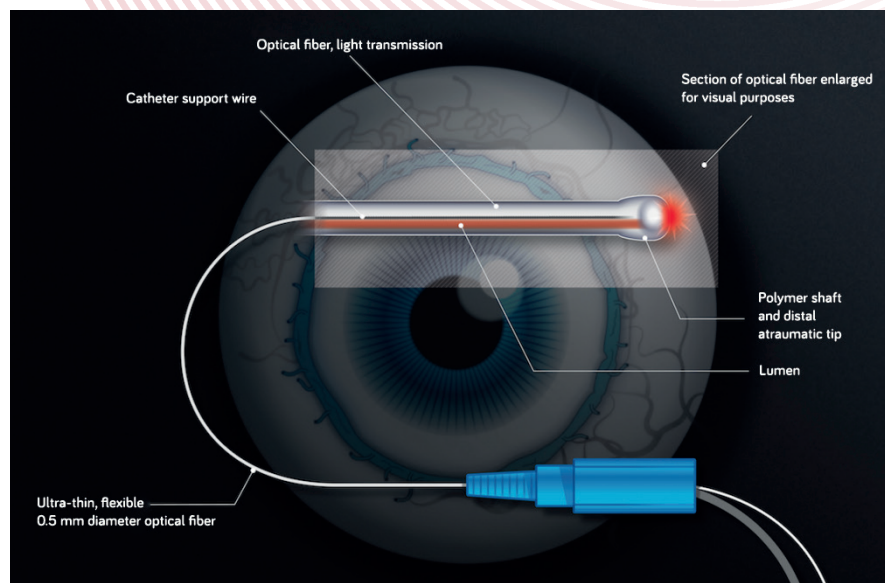 Optical fiber, light transmission
Catheter support wire
Section of optical fiber enlarged
for visual purposes
Polymer shaft
and distal
atraumatic tip
Lumen
Ultra-thin, flexible
0.5 mm diameter optical fiber